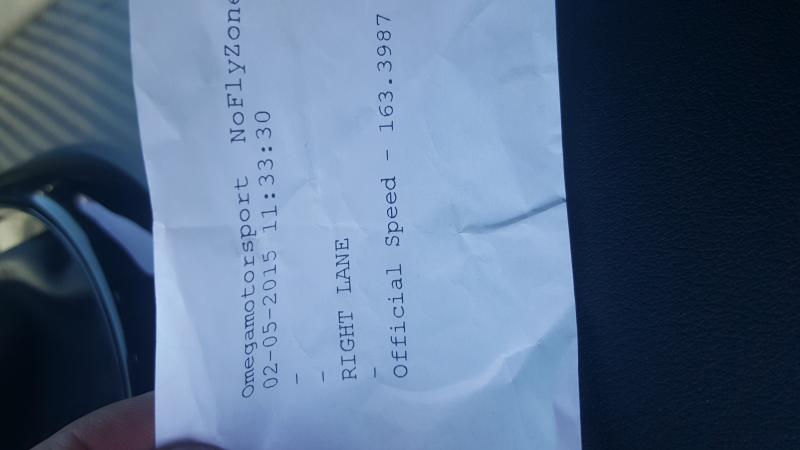 Omegamotorsport NoFlyZone
02-05-2015 11:33:30
-
-
RIGHT LANE
-
Official Speed - 163.3987